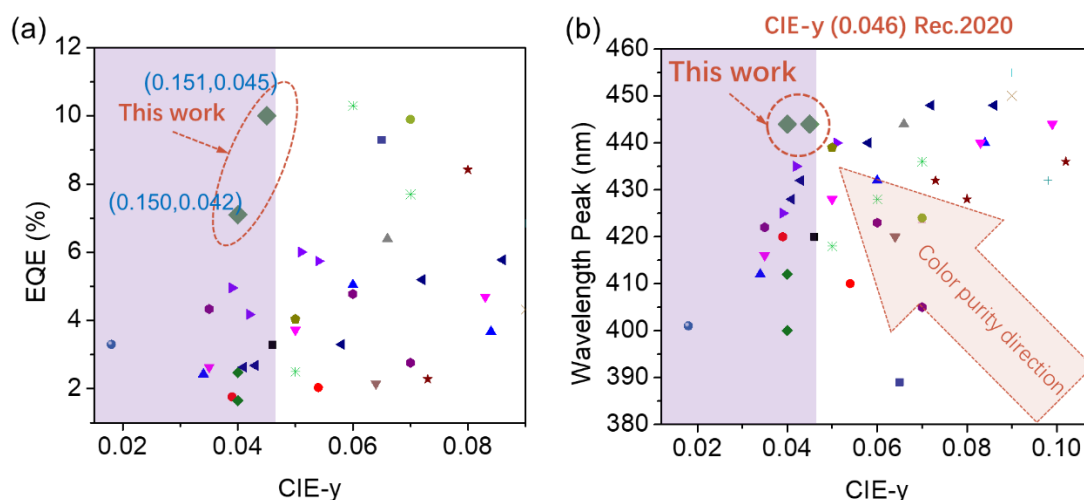 (a)
EQE (%)
12
10
8
6
4
2
0.02
0.04
0.06
0.08
CIE-y
(0.151,0.045)
This work
(0.150,0.042)
(b)
CIE-y (0.046) Rec.2020
Wavelength Peak (nm)
460
450
440
430
420
410
400
390
380
0.02
0.04
0.06
0.08
0.10
CIE-y
This work
Color purity direction